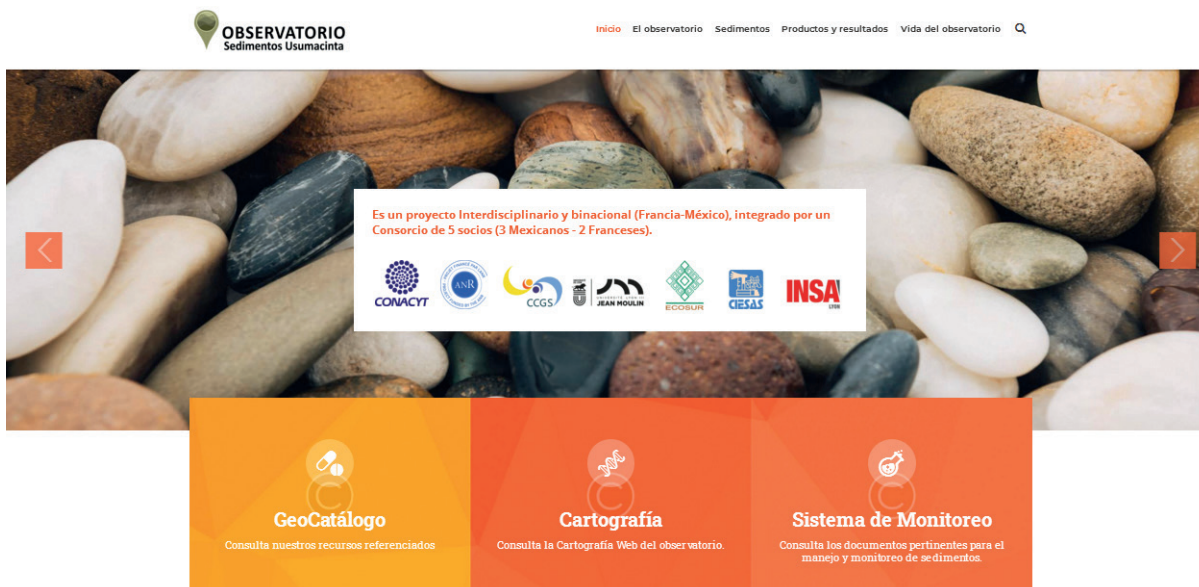 OBSERVATORIO
Sedimentos Usumacinta
Inicio El observatorio Sedimentos Productos y resultados Vida del observatorio
Es un proyecto Interdisciplinario y binacional (Francia-México), integrado por un
Consorcio de 5 socios (3 Mexicanos - 2 Franceses).
CONACYT
ANR
CCGS
JEAN MOULIN
ECOSUR
CIESAS
INSA
LYON
GeoCatálogo
Consulta nuestros recursos referenciados
Cartografía
Consulta la Cartografía Web del observatorio.
Sistema de Monitoreo
Consulta los documentos pertinentes para el
manejo y monitoreo de sedimentos.